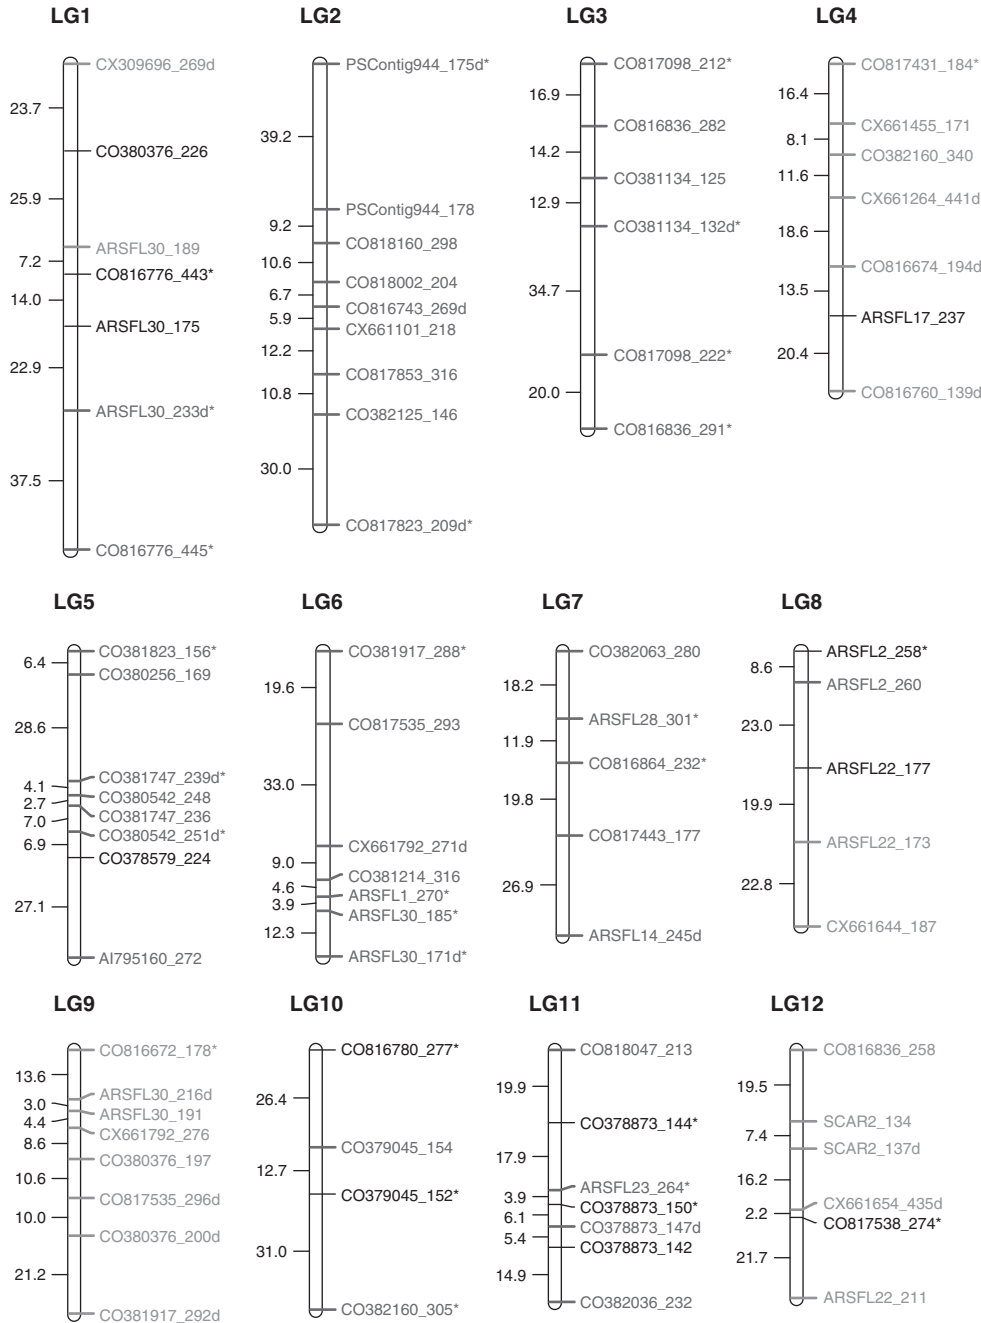 LG1
LG2
LG3
LG4
CX309696_269d
23.7
CO380376_226
25.9
ARSFL30_189
7.2
CO816776_443*
14.0
ARSFL30_175
22.9
ARSFL30_233d*
37.5
CO816776_445*
PSContig944_175d*
39.2
PSContig944_178
9.2
CO818160_298
10.6
CO818002_204
6.7
CO816743_269d
5.9
CX661101_218
12.2
CO817853_316
10.8
CO382125_146
30.0
CO817823_209d*
CO817098_212*
16.9
CO816836_282
14.2
CO381134_125
12.9
CO381134_132d*
34.7
CO817098_222*
20.0
CO816836_291*
CO817431_184*
16.4
CX661455_171
8.1
CO382160_340
11.6
CX661264_441d
18.6
CO816674_194d
13.5
ARSFL17_237
20.4
CO816760_139d
LG5
LG6
LG7
LG8
CO381823_156*
6.4
CO380256_169
28.6
CO381747_239d*
4.1
CO380542_248
2.7
CO381747_236
7.0
CO380542_251d*
6.9
CO378579_224
27.1
AI795160_272
CO381917_288*
19.6
CO817535_293
33.0
CX661792_271d
9.0
CO381214_316
4.6
ARSFL1_270*
3.9
ARSFL30_185*
12.3
ARSFL30_171d*
CO382063_280
18.2
ARSFL28_301*
11.9
CO816864_232*
19.8
CO817443_177
26.9
ARSFL14_245d
ARSFL2_258*
8.6
ARSFL2_260
23.0
ARSFL22_177
19.9
ARSFL22_173
22.8
CX661644_187
LG9
LG10
LG11
LG12
CO816672_178*
13.6
ARSFL30_216d
3.0
ARSFL30_191
4.4
CX661792_276
8.6
CO380376_197
10.6
CO817535_296d
10.0
CO380376_200d
21.2
CO381917_292d
CO816780_277*
26.4
CO379045_154
12.7
CO379045_152*
31.0
CO382160_305*
CO818047_213
19.9
CO378873_144*
17.9
ARSFL23_264*
3.9
CO378873_150*
6.1
CO378873_147d
5.4
CO378873_142
14.9
CO382036_232
CO816836_258
19.5
SCAR2_134
7.4
SCAR2_137d
16.2
CX661654_435d
2.2
CO817538_274*
21.7
ARSFL22_211